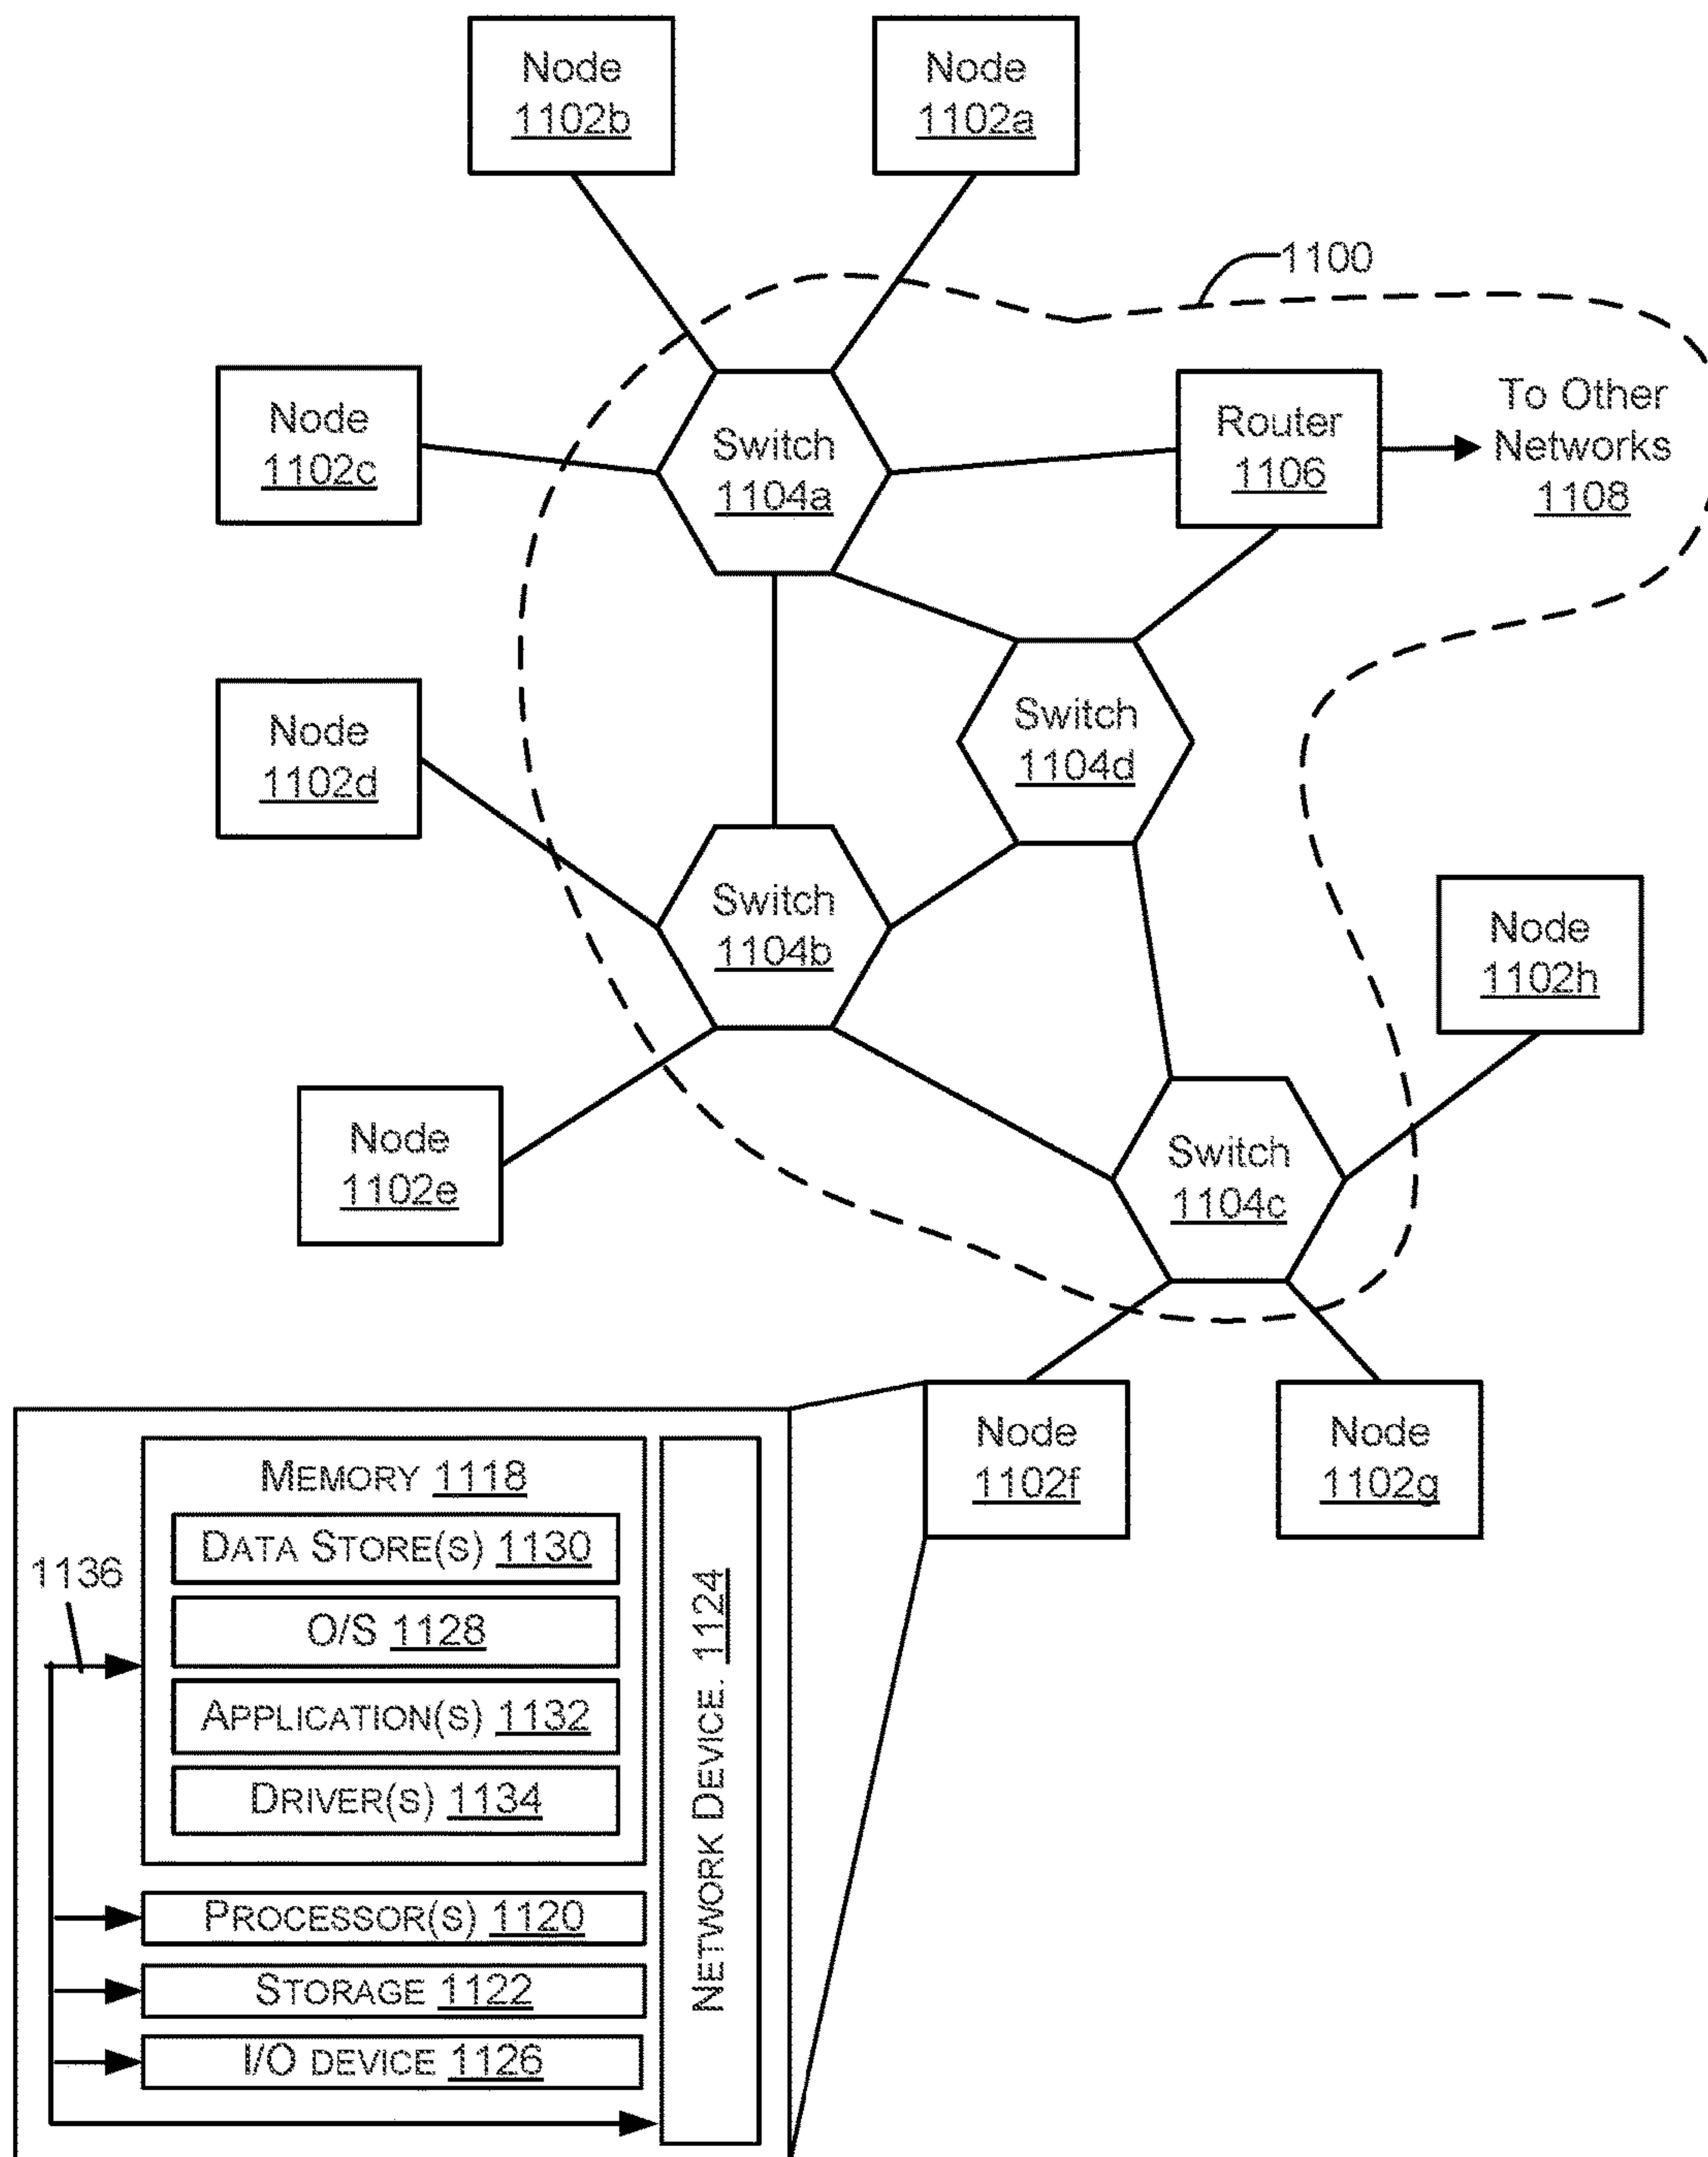 Node
1102b
Node
1102a
1100
Node
1102c
Switch
1104a
Router
1106
To Other
Networks
1108
Node
1102d
Switch
1104d
Switch
1104b
Node
1102h
Node
1102e
Switch
1104c
Node
1102f
Node
1102g
MEMORY 1118
DATA STORE(S) 1130
1136
O/S 1128
APPLICATION(S) 1132
DRIVER(S) 1134
PROCESSOR(S) 1120
STORAGE 1122
I/O DEVICE 1126
NETWORK DEVICE. 1124